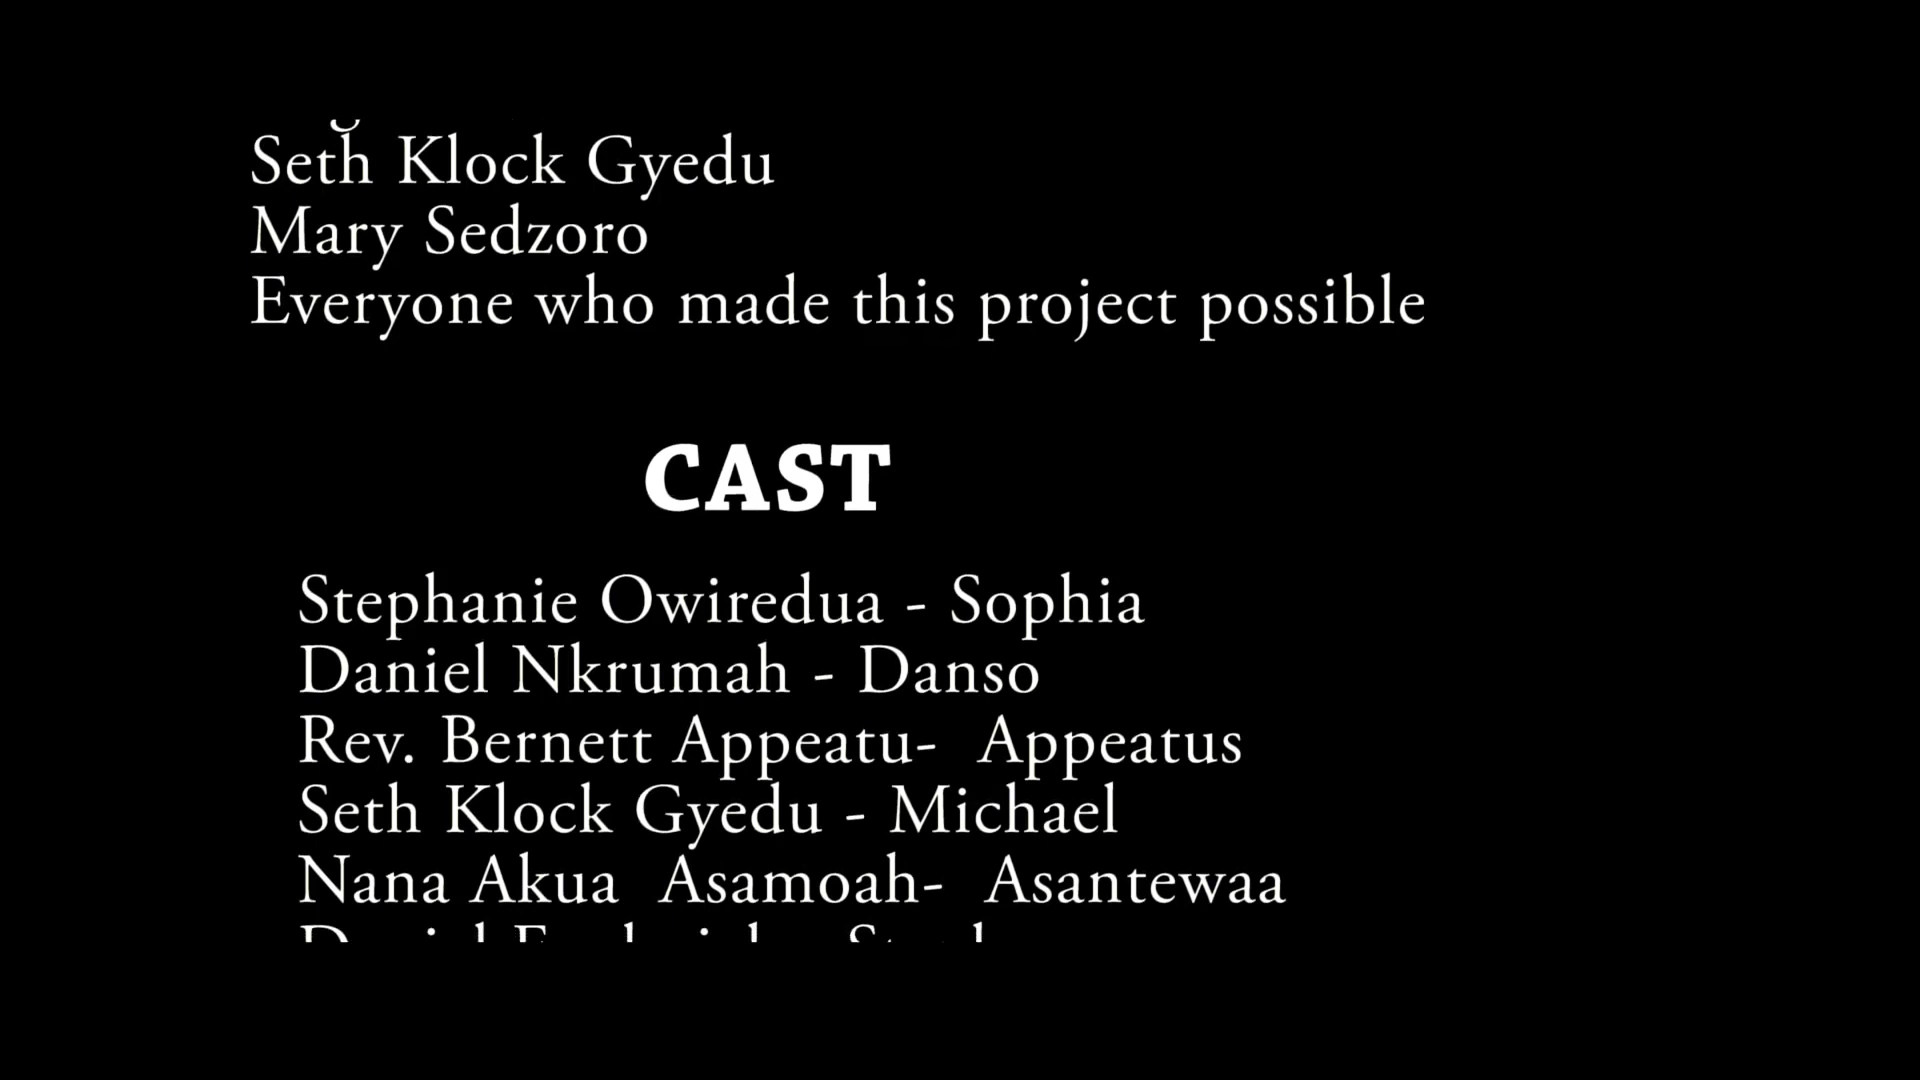 Seth Klock Gyedu
Mary Sedzoro
Everyone who made this project possible
CAST
Stephanie Owiredua - Sophia
Daniel Nkrumah - Danso
Rev. Bernett Appeatu-  Appeatus
Seth Klock Gyedu - Michael
Nana Akua  Asamoah-  Asantewaa